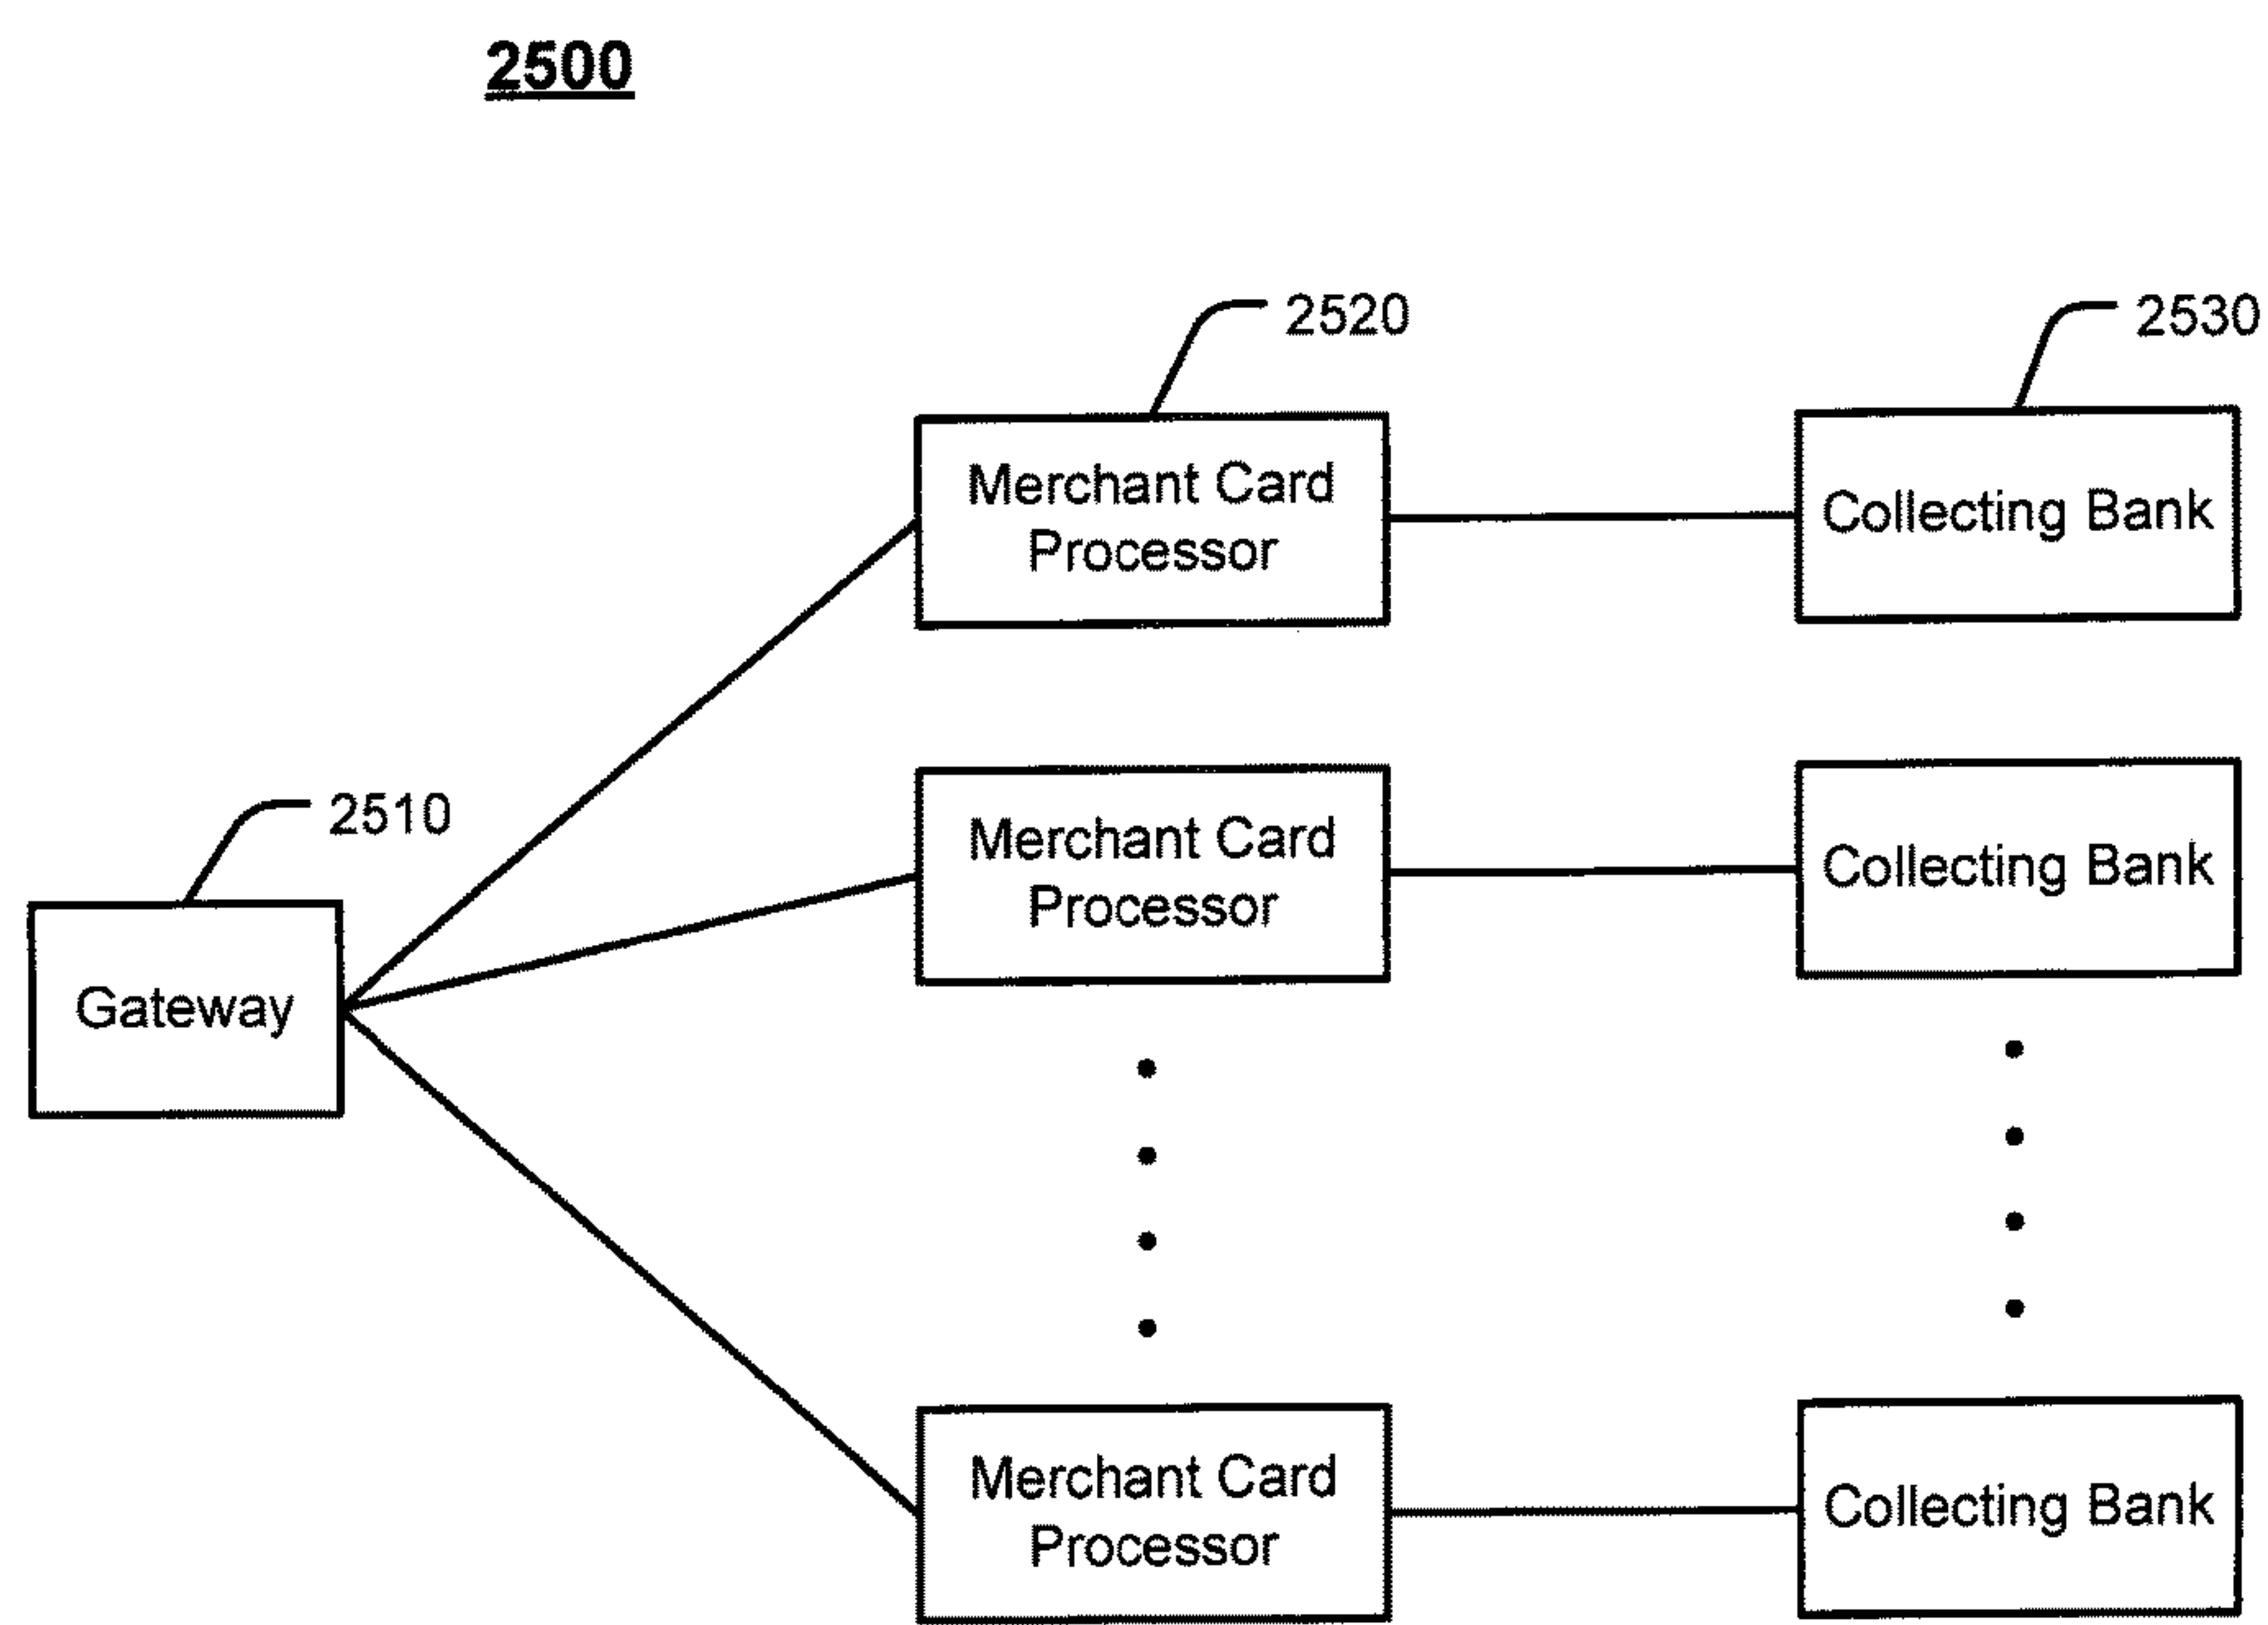 2500
2520
2530
Merchant Card
Processor
Collecting Bank
2510
Merchant Card
Processor
Collecting Bank
Gateway
Merchant Card
Processor
Collecting Bank